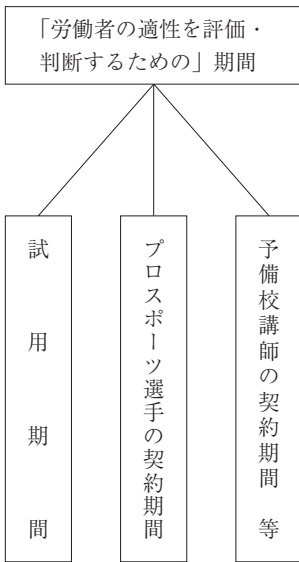 「労働者の適性を評価・
判断するための」期間
試用期間
プロスポーツ選手の契約期間
予備校講師の契約期間等